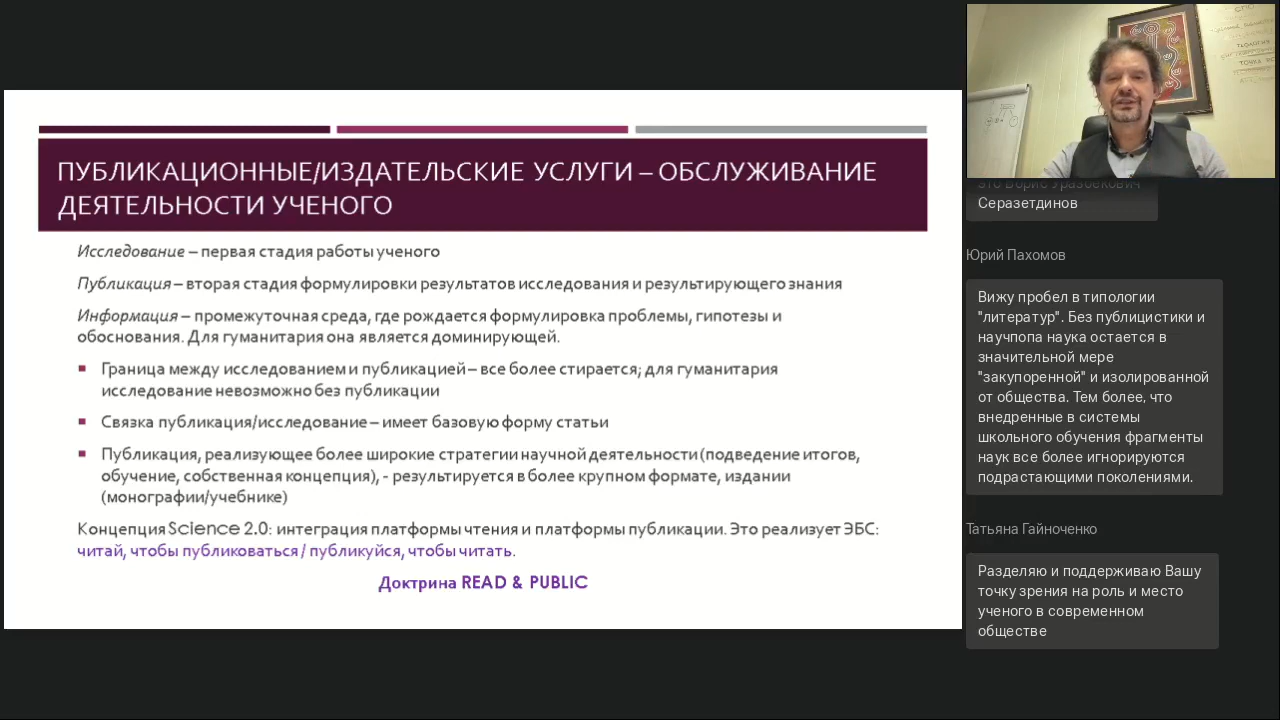 ПУБЛИКАЦИОННЫЕ/ИЗДАТЕЛЬСКИЕ УСЛУГИ – ОБСЛУЖИВАНИЕ
ДЕЯТЕЛЬНОСТИ УЧЕНОГО
Исследование – первая стадия работы ученого
Публикация – вторая стадия формулировки результатов исследования и результирующего знания
Информация – промежуточная среда, где рождается формулировка проблемы, гипотезы и
обоснования. Для гуманитария она является доминирующей.
Граница между исследованием и публикацией – все более стирается; для гуманитария
исследование невозможно без публикации
Связка публикация/исследование – имеет базовую форму статьи
Публикация, реализующее более широкие стратегии научной деятельности (подведение итогов,
обучение, собственная концепция), - результируется в более крупном формате, издании
(монографии/учебнике)
Концепция Science 2.0: интеграция платформы чтения и платформы публикации. Это реализует ЭБС:
читай, чтобы публиковаться / публикуйся, чтобы читать.
Доктрина READ & PUBLIC
это Борис Уразбекович
Серазетдинов
Юрий Пахомов
Вижу пробел в типологии
"литератур". Без публицистики и
научпопа наука остается в
значительной мере
"закупоренной" и изолированной
от общества. Тем более, что
внедренные в системы
школьного обучения фрагменты
наук все более игнорируются
подрастающими поколениями.
Татьяна Гайноченко
Разделяю и поддерживаю Вашу
точку зрения на роль и место
ученого в современном
обществе